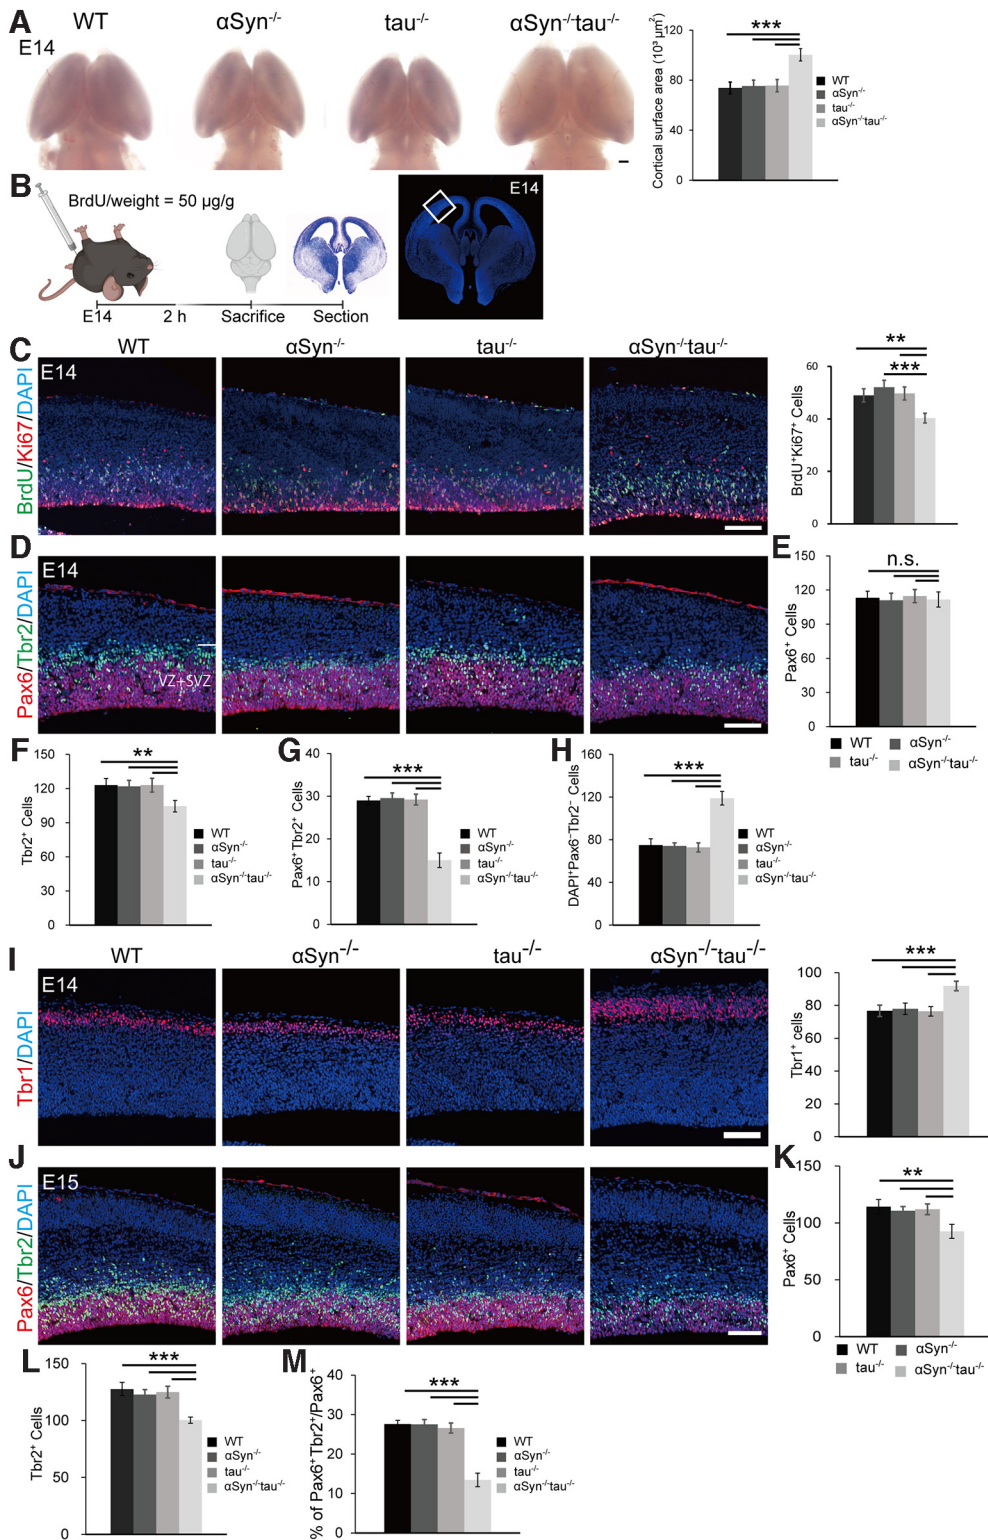 A
WT αSyn-/- tau-/- αSyn-/-tau-/-
E14
Cortical surface area (10³ µm²)
120
80
40
0
***
WT
αSyn-/-
tau-/-
αSyn-/-tau-/-
B
BrdU/weight = 50 µg/g
E14 2 h Sacrifice Section
E14
C
WT αSyn-/- tau-/- αSyn-/-tau-/-
E14
BrdU/Ki67/DAPI
BrdU+Ki67+ Cells
60
40
20
0
**
***
D
E14
Pax6/Tbr2/DAPI
VZ+SVZ
E
Pax6+ Cells
150
120
90
60
30
0
n.s.
WT αSyn-/-
tau-/- αSyn-/-tau-/-
F
Tbr2+ Cells
150
120
90
60
30
0
**
WT
αSyn-/-
tau-/-
αSyn-/-tau-/-
G
Pax6+Tbr2+ Cells
40
30
20
10
0
***
WT
αSyn-/-
tau-/-
αSyn-/-tau-/-
H
DAPI+Pax6-Tbr2- Cells
160
120
80
40
0
***
WT
αSyn-/-
tau-/-
αSyn-/-tau-/-
I
WT αSyn-/- tau-/- αSyn-/-tau-/-
E14
Tbr1/DAPI
Tbr1+ cells
100
80
60
40
20
0
***
J
E15
Pax6/Tbr2/DAPI
K
Pax6+ Cells
150
100
50
0
**
WT αSyn-/-
tau-/- αSyn-/-tau-/-
L
Tbr2+ Cells
150
100
50
0
***
WT
αSyn-/-
tau-/-
αSyn-/-tau-/-
M
% of Pax6+Tbr2+/Pax6+
40
30
20
10
0
***
WT
αSyn-/-
tau-/-
αSyn-/-tau-/-